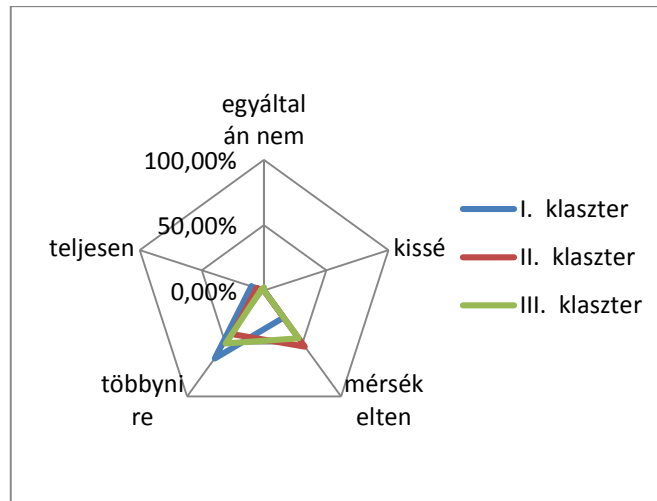 egyáltal
án nem
100,00%
50,00%
0,00%
teljesen
kissé
többyni
re
mérsék
elten
I. klaszter
II. klaszter
III. klaszter